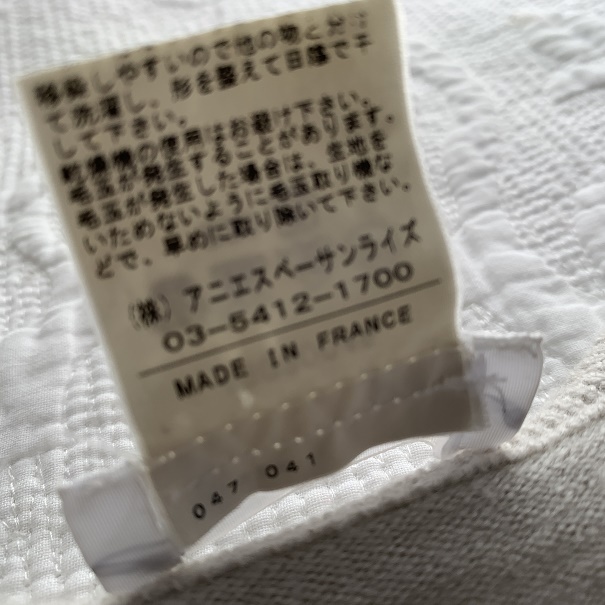 移染しやすいので他の物と分け
て洗濯し、形を整えて日陰で干
して下さい。
乾燥機の使用はお避け下さい。
毛玉が発生することがあります。
毛玉が発生した場合は、生地を
いためないように毛玉取り機な
どで、早めに取り除いて下さい。
(株) アニエスベーサンライズ
03-5412-1700
MADE IN FRANCE
047 041